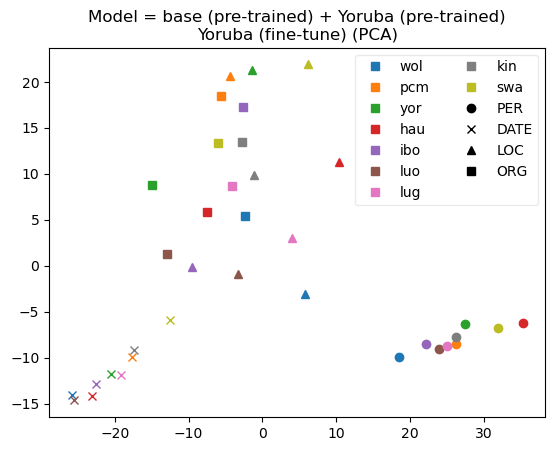 Model = base (pre-trained) + Yoruba (pre-trained)
Yoruba (fine-tune) (PCA)
wol
pcm
yor
hau
ibo
luo
lug
kin
swa
PER
DATE
LOC
ORG
20
15
10
5
0
−5
−10
−15
−20
−10
0
10
20
30